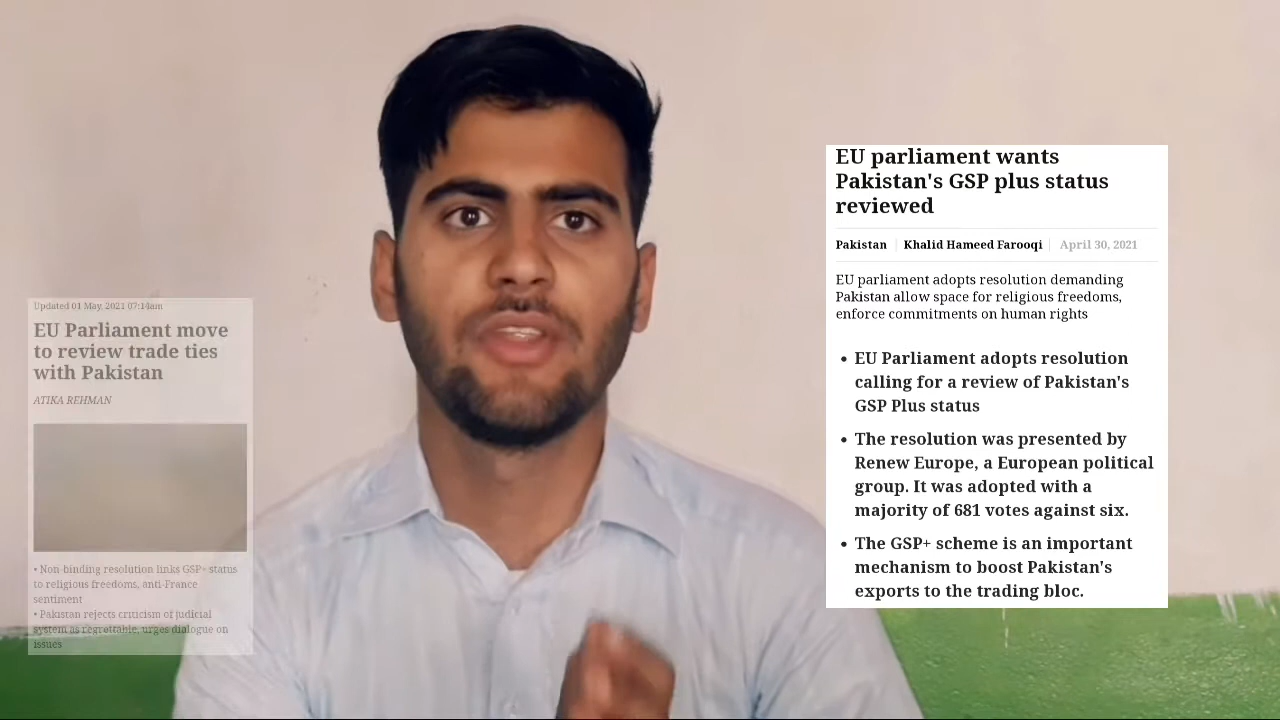 Updated 01 May, 2021 07:14am
EU Parliament move
to review trade ties
with Pakistan
ATIKA REHMAN
• Non-binding resolution links GSP+ status
to religious freedoms, anti-France
sentiment
• Pakistan rejects criticism of judicial
system as regrettable, urges dialogue on
issues
EU parliament wants
Pakistan's GSP plus status
reviewed
Pakistan | Khalid Hameed Farooqi | April 30, 2021
EU parliament adopts resolution demanding
Pakistan allow space for religious freedoms,
enforce commitments on human rights
• EU Parliament adopts resolution
calling for a review of Pakistan's
GSP Plus status
• The resolution was presented by
Renew Europe, a European political
group. It was adopted with a
majority of 681 votes against six.
• The GSP+ scheme is an important
mechanism to boost Pakistan's
exports to the trading bloc.